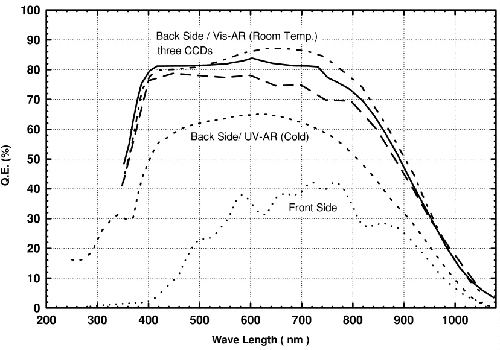 100
90
80
70
60
50
40
30
20
10
0
Q.E. (%)
Back Side / Vis-AR (Room Temp.)
three CCDs
Back Side/ UV-AR (Cold)
Front Side
200 300 400 500 600 700 800 900 1000
Wave Length ( nm )